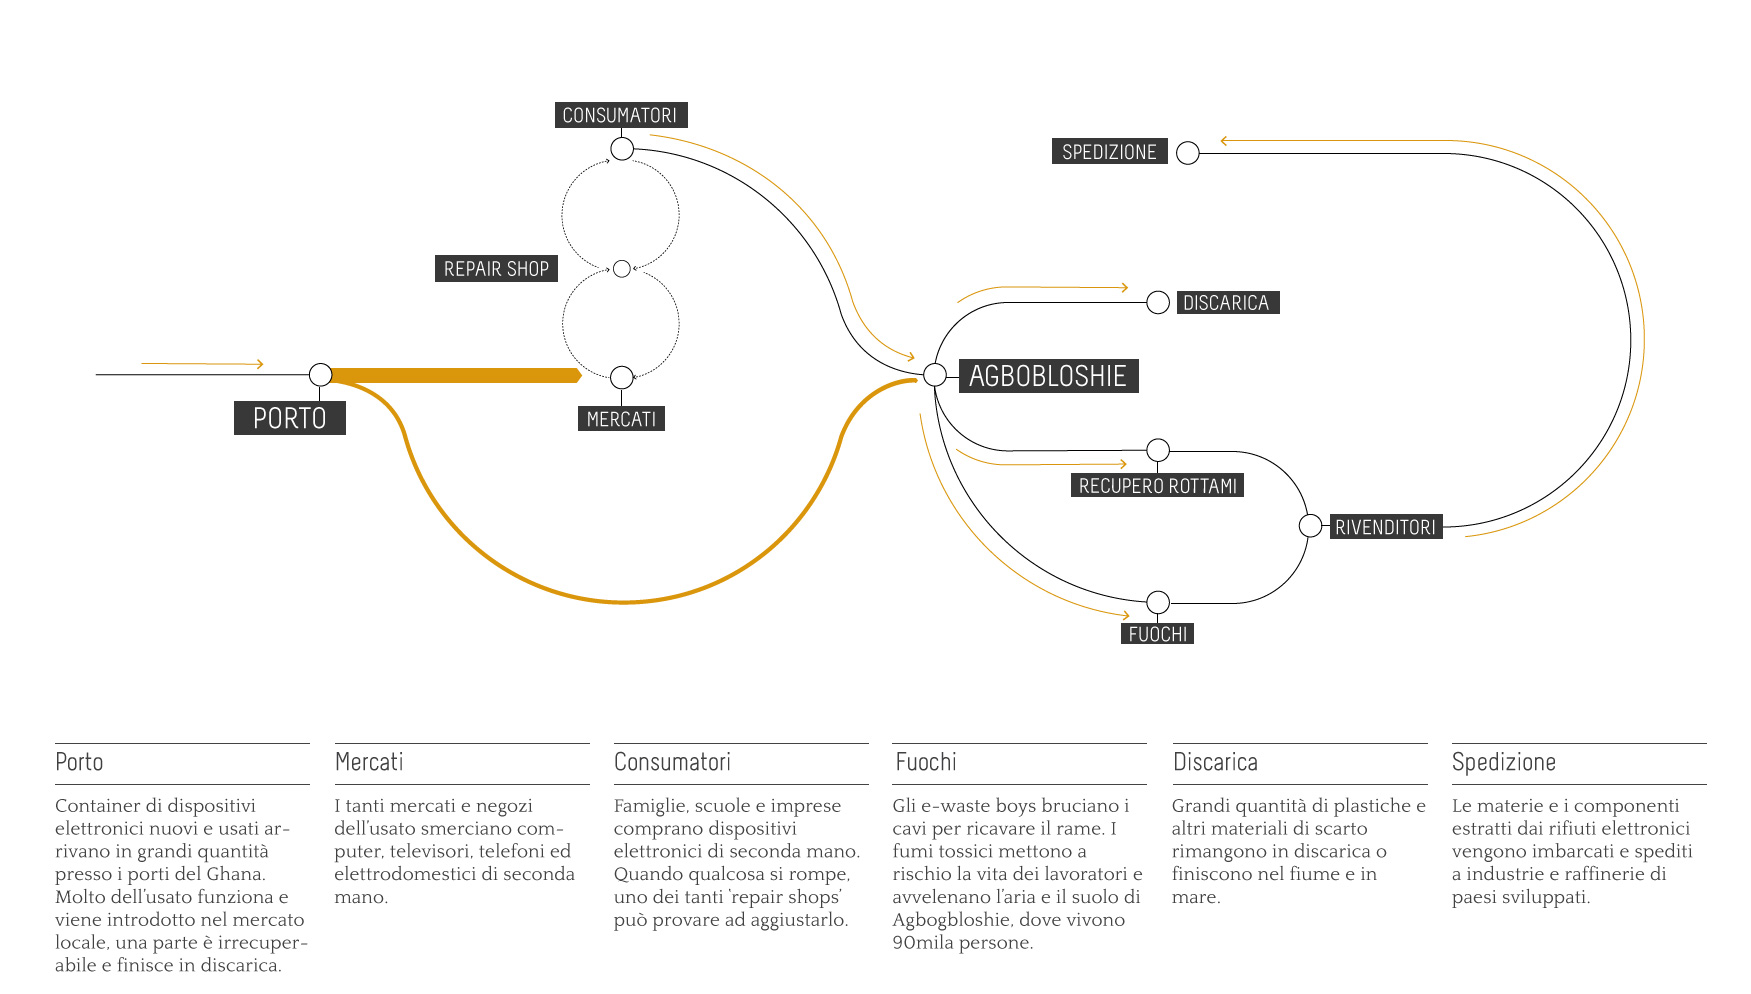 CONSUMATORI
SPEDIZIONE
REPAIR SHOP
DISCARICA
AGBOBLOSHIE
PORTO
MERCATI
RECUPERO ROTTAMI
RIVENDITORI
FUOCHI
Porto
Container di dispositivi
elettronici nuovi e usati ar-
rivano in grandi quantità
presso i porti del Ghana.
Molto dell'usato funziona e
viene introdotto nel mercato
locale, una parte è irrecuper-
abile e finisce in discarica.
Mercati
I tanti mercati e negozi
dell'usato smerciano com-
puter, televisori, telefoni ed
elettrodomestici di seconda
mano.
Consumatori
Famiglie, scuole e imprese
comprano dispositivi
elettronici di seconda mano.
Quando qualcosa si rompe,
uno dei tanti 'repair shops'
può provare ad aggiustarlo.
Fuochi
Gli e-waste boys bruciano i
cavi per ricavare il rame. I
fumi tossici mettono a
rischio la vita dei lavoratori e
avvelenano l'aria e il suolo di
Agbogbloshie, dove vivono
90mila persone.
Discarica
Grandi quantità di plastiche e
altri materiali di scarto
rimangono in discarica o
finiscono nel fiume e in
mare.
Spedizione
Le materie e i componenti
estratti dai rifiuti elettronici
vengono imbarcati e spediti
a industrie e raffinerie di
paesi sviluppati.